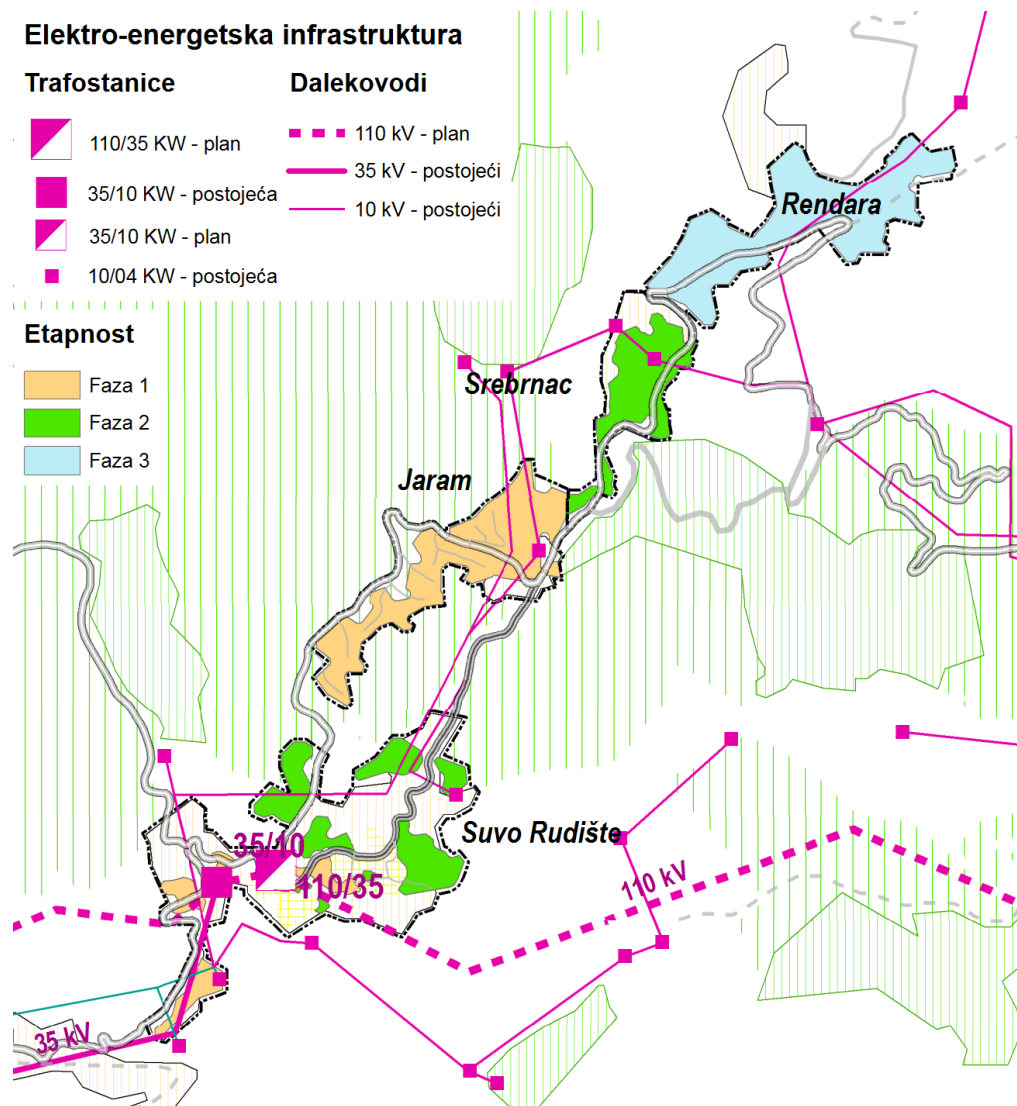 Elektro-energetska infrastruktura
Trafostanice
110/35 KW - plan
35/10 KW - postojeća
35/10 KW - plan
10/04 KW - postojeća
Dalekovodi
110 kV - plan
35 kV - postojeći
10 kV - postojeći
Etapnost
Faza 1
Faza 2
Faza 3
Rendara
Srebrnac
Jaram
Suvo Rudište
35/10
110/35
110 kV
35 kV